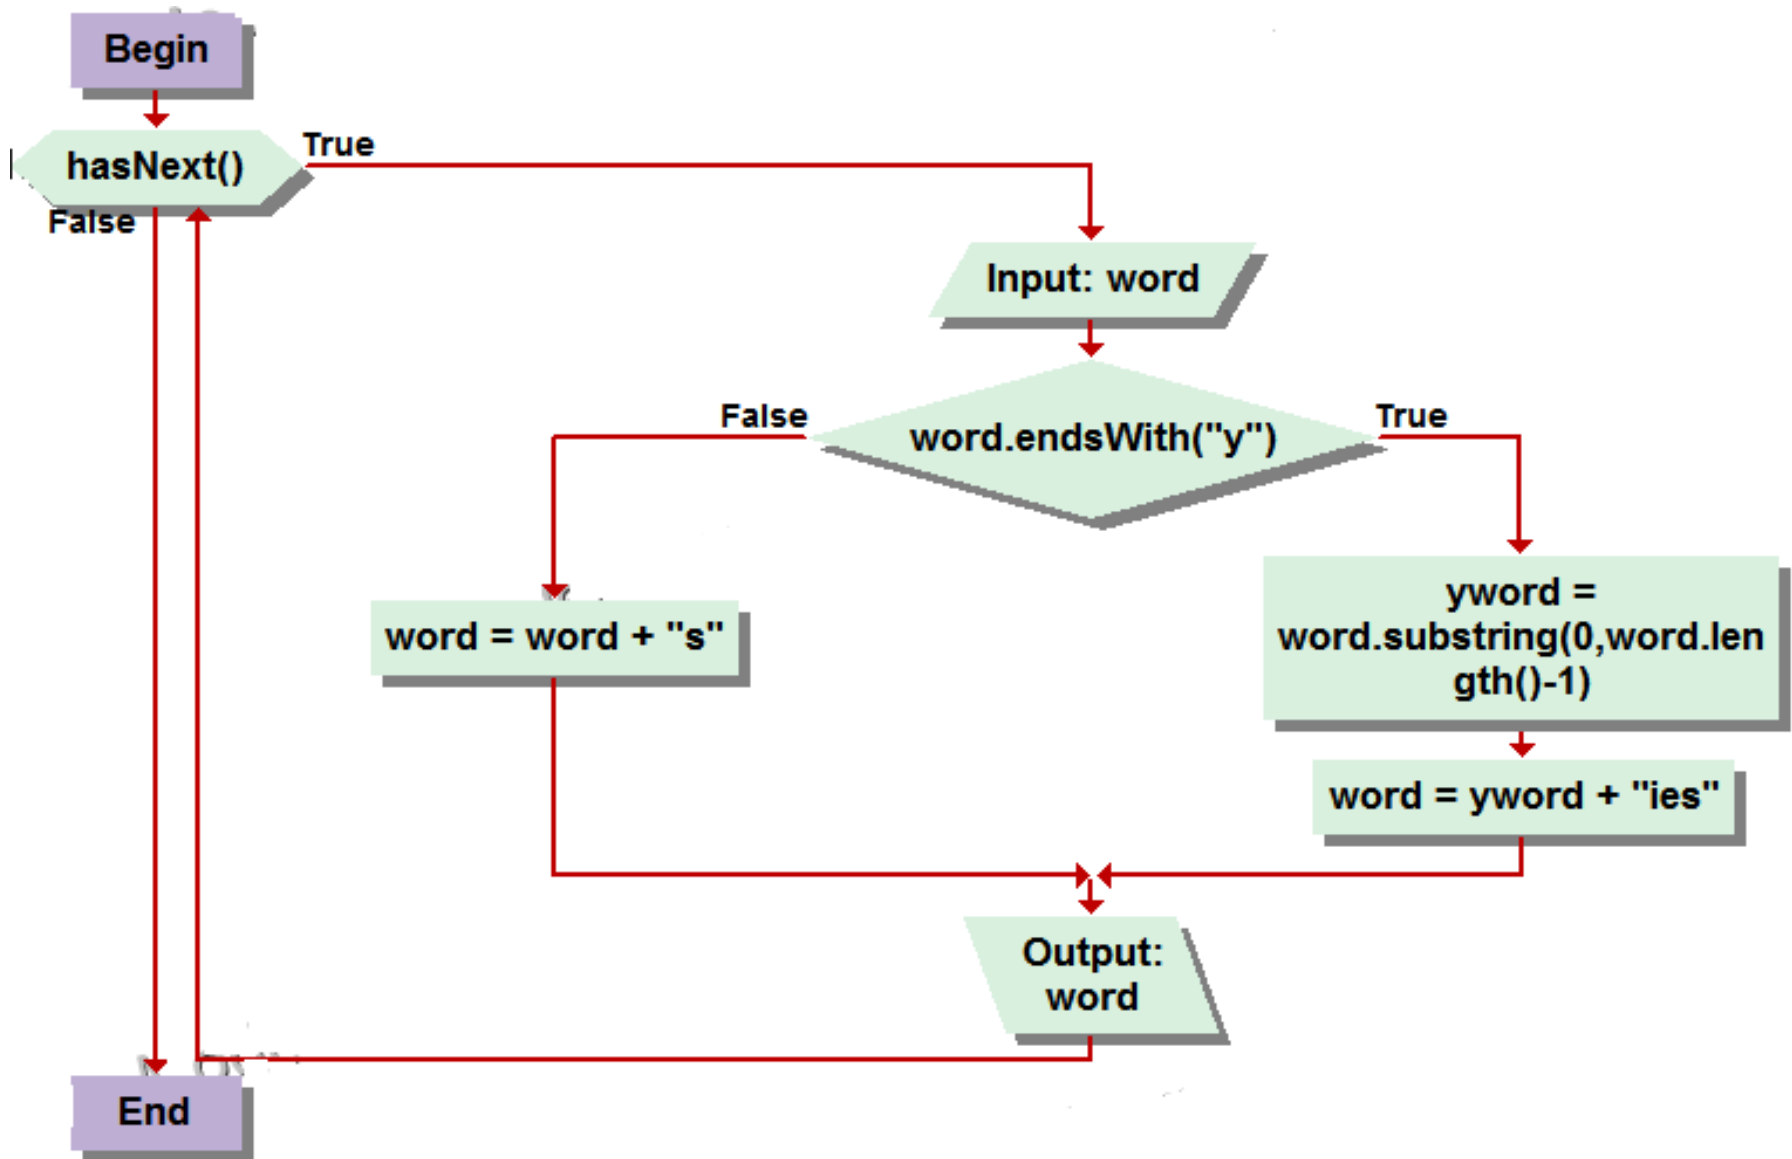 Begin
hasNext()
True
False
Input: word
word.endsWith("y")
False
True
word = word + "s"
yword =
word.substring(0,word.len
gth()-1)
word = yword + "ies"
Output:
word
End